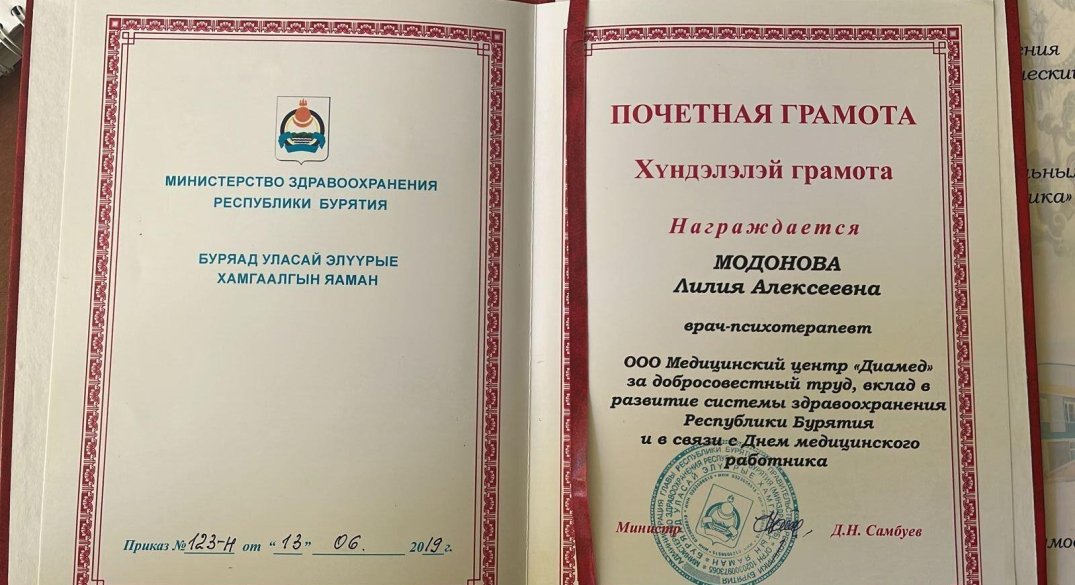 МИНИСТЕРСТВО ЗДРАВООХРАНЕНИЯ
РЕСПУБЛИКИ БУРЯТИЯ
БУРЯАД УЛАСАЙ ЭЛҮҮРЫЕ
ХАМГААЛГЫН ЯАМАН
Приказ № 123-н от "13" 06. 2019 г.
ПОЧЕТНАЯ ГРАМОТА
Хүндэлэлэй грамота
Награждается
МОДОНОВА
Лилия Алексеевна
врач-психотерапевт
ООО Медицинский центр «Диамед»
за добросовестный труд, вклад в
развитие системы здравоохранения
Республики Бурятия
и в связи с Днем медицинского
работника
Министр Д.Н. Самбуев